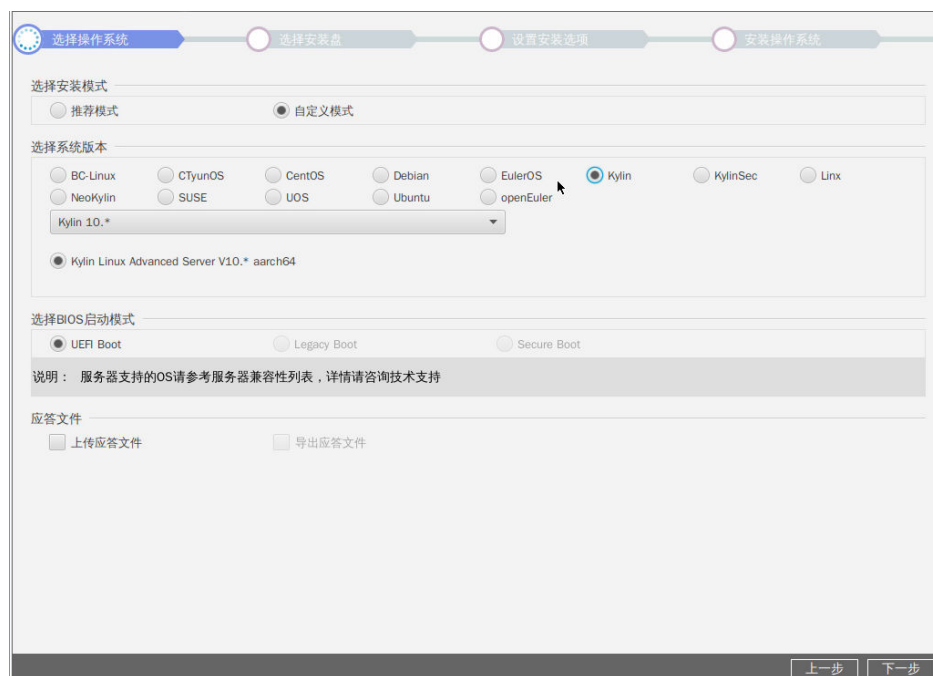 选择操作系统 选择安装盘 设置安装选项 安装操作系统
选择安装模式
推荐模式 自定义模式
选择系统版本
BC-Linux CTyunOS CentOS Debian EulerOS Kylin KylinSec Linx
NeoKylin SUSE UOS Ubuntu openEuler
Kylin 10.*
Kylin Linux Advanced Server V10.* aarch64
选择BIOS启动模式
UEFI Boot Legacy Boot Secure Boot
说明： 服务器支持的OS请参考服务器兼容性列表，详情请咨询技术支持
应答文件
上传应答文件 导出应答文件
上一步 下一步